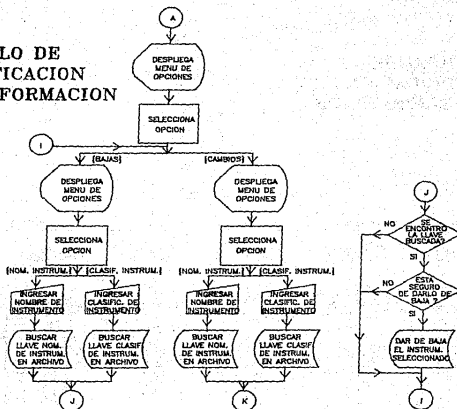 A
LO DE
ICACION
FORMACION
DESPLIEGA
MENU DE
OPCIONES
SELECCIONA
OPCION
I
[BAJAS]
[CAMBIOS]
DESPLIEGA
MENU DE
OPCIONES
DESPLIEGA
MENU DE
OPCIONES
SELECCIONA
OPCION
SELECCIONA
OPCION
[NOM. INSTRUM.]
[CLASIF. INSTRUM.]
[NOM. INSTRUM.]
[CLASIF. INSTRUM.]
INGRESAR
NOMBRE DE
INSTRUMENTO
INGRESAR
CLASIFIC. DE
INSTRUMENTO
INGRESAR
NOMBRE DE
INSTRUMENTO
INGRESAR
CLASIFIC. DE
INSTRUMENTO
BUSCAR
LLAVE NOM.
DE INSTRUM.
EN ARCHIVO
BUSCAR
LLAVE CLASIF
DE INSTRUM.
EN ARCHIVO
BUSCAR
LLAVE NOM.
DE INSTRUM.
EN ARCHIVO
BUSCAR
LLAVE CLASIF
DE INSTRUM.
EN ARCHIVO
J
K
J
SE
ENCONTRO
LA LLAVE
BUSCADA?
NO
SI
ESTA
SEGURO
DE DARLO DE
BAJA ?
NO
SI
DAR DE BAJA
EL INSTRUM.
SELECCIONADO
I